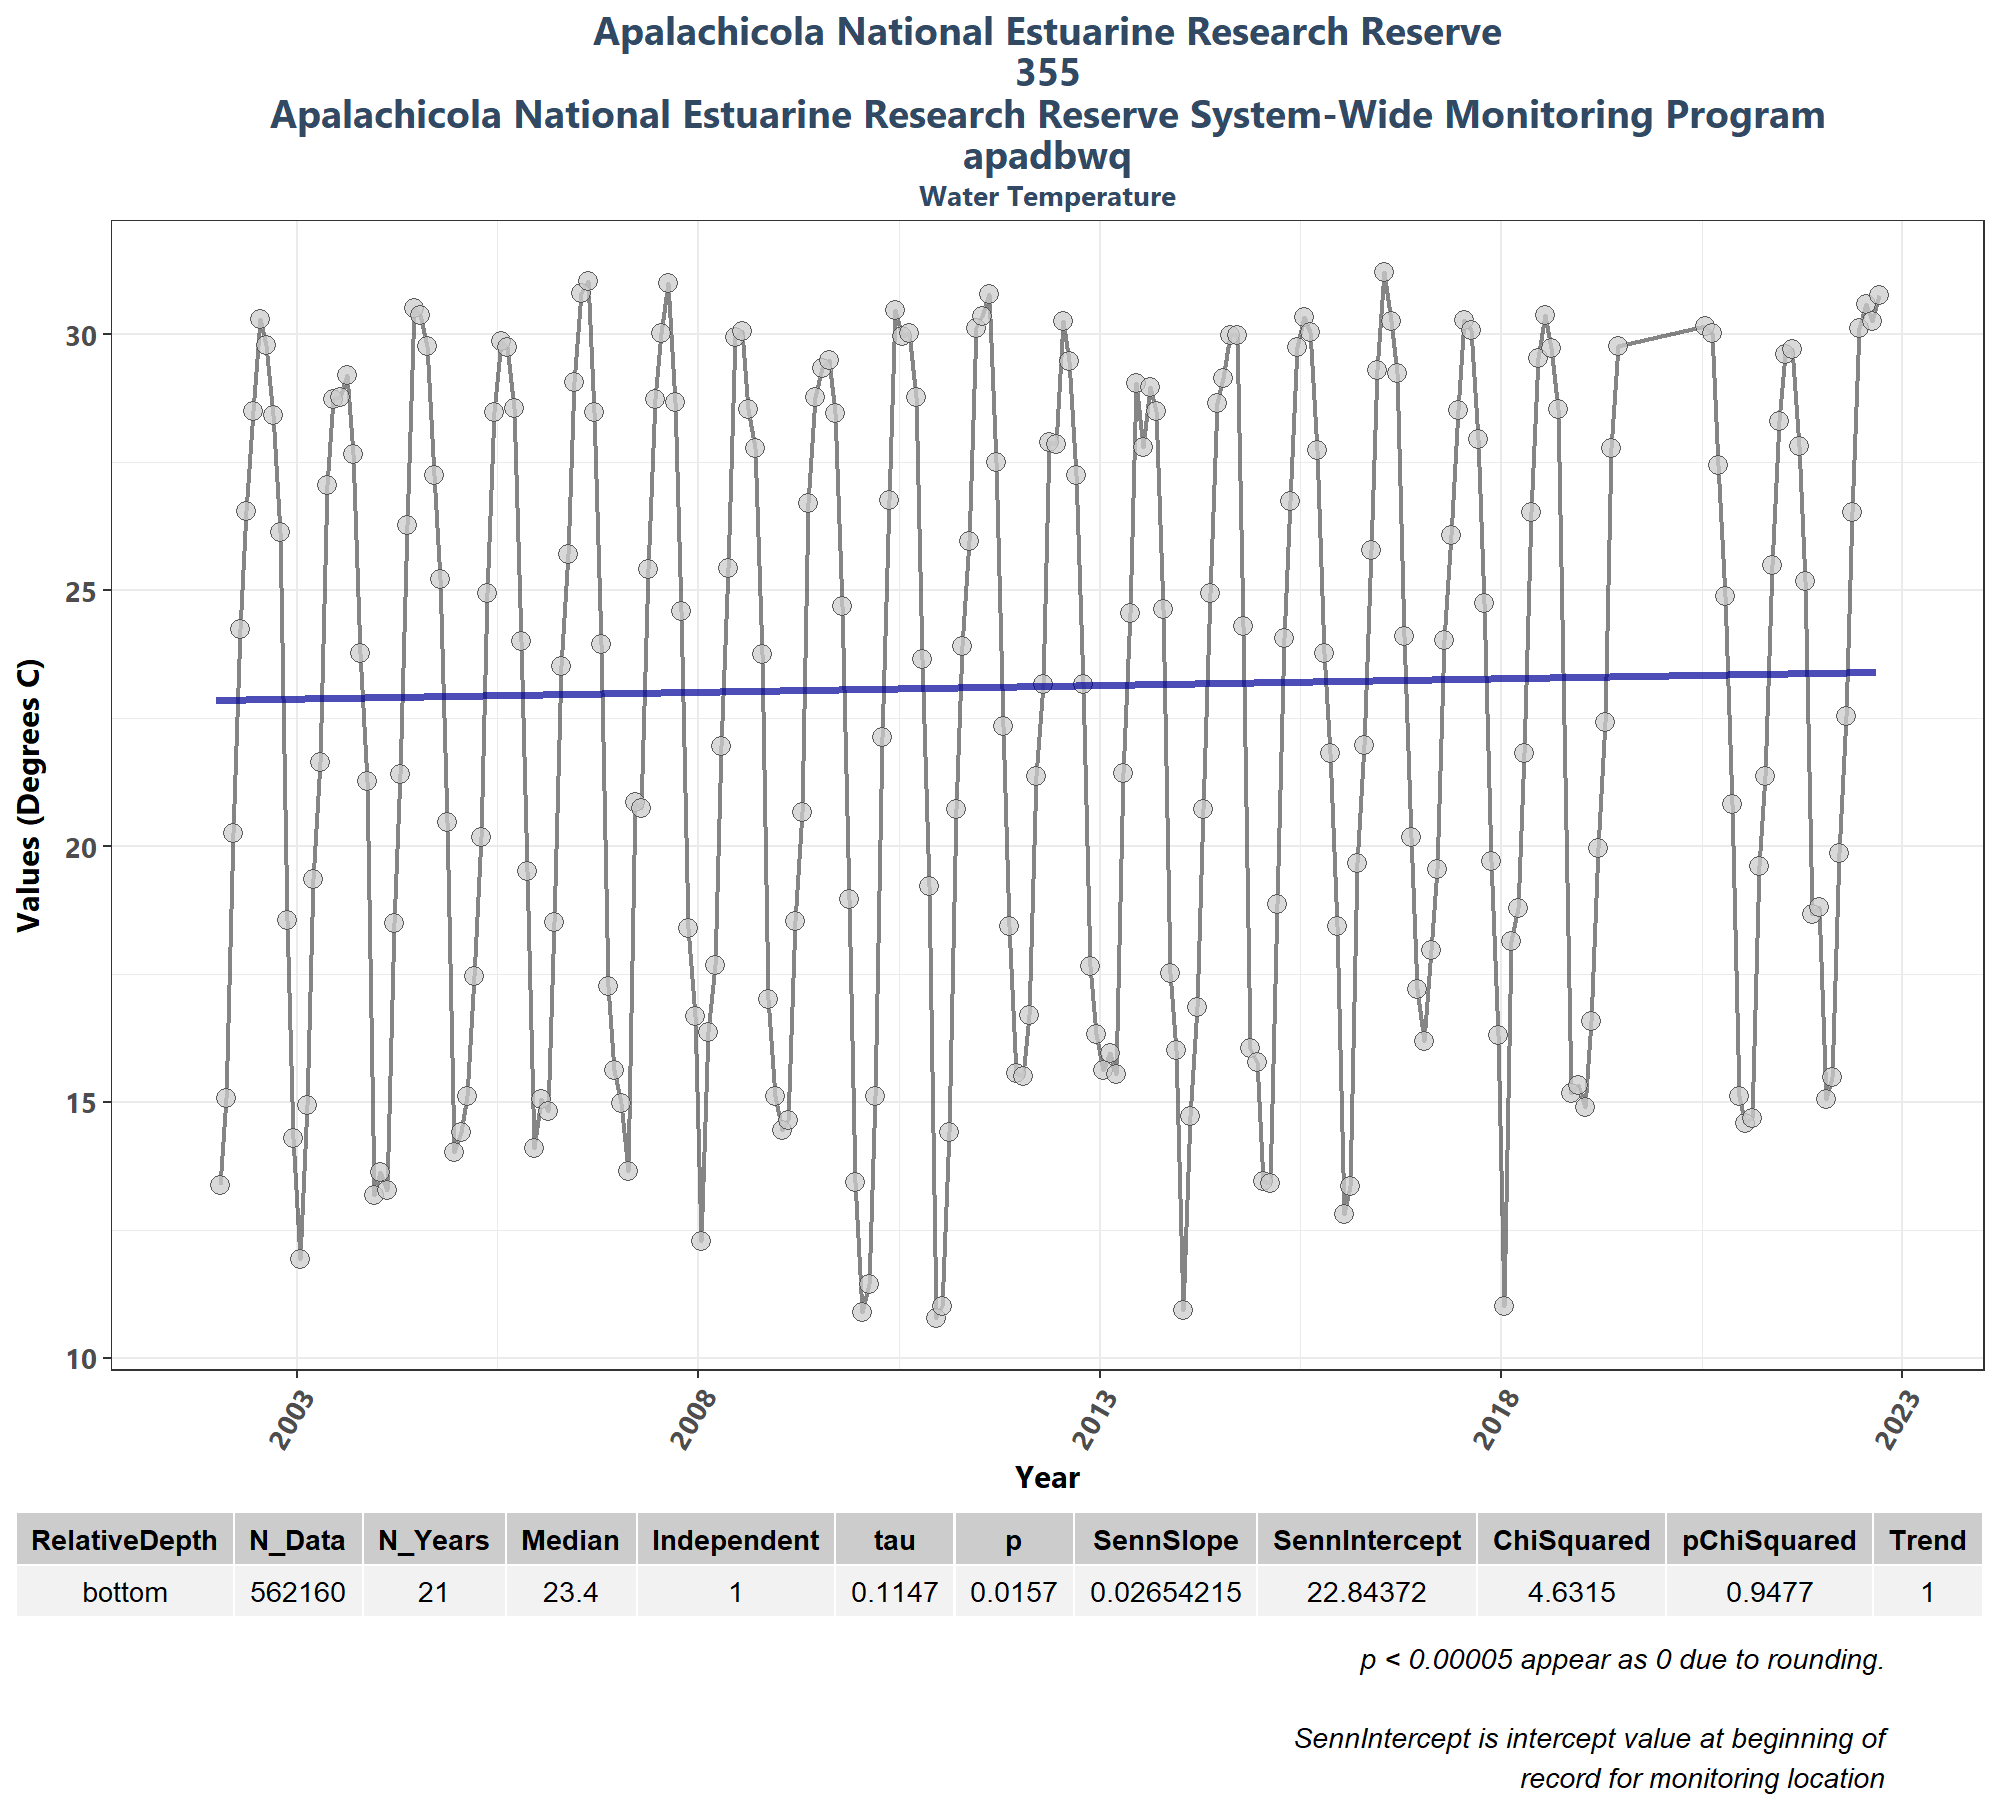 Apalachicola National Estuarine Research Reserve
355
Apalachicola National Estuarine Research Reserve System-Wide Monitoring Program
apadbwq
Water Temperature
Values (Degrees C)
30
25
20
15
10
2003 2008 2013 2018 2023
Year
RelativeDepth N_Data N_Years Median Independent tau p SennSlope SennIntercept ChiSquared pChiSquared Trend
bottom 562160 21 23.4 1 0.1147 0.0157 0.02654215 22.84372 4.6315 0.9477 1
p < 0.00005 appear as 0 due to rounding.
SennIntercept is intercept value at beginning of
record for monitoring location